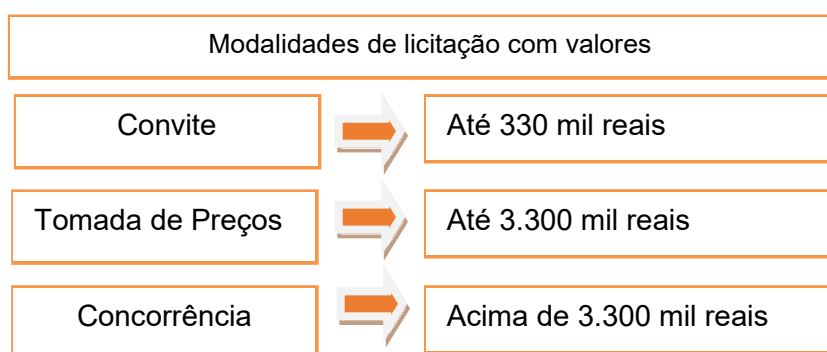 Modalidades de licitação com valores
Convite
Até 330 mil reais
Tomada de Preços
Até 3.300 mil reais
Concorrência
Acima de 3.300 mil reais